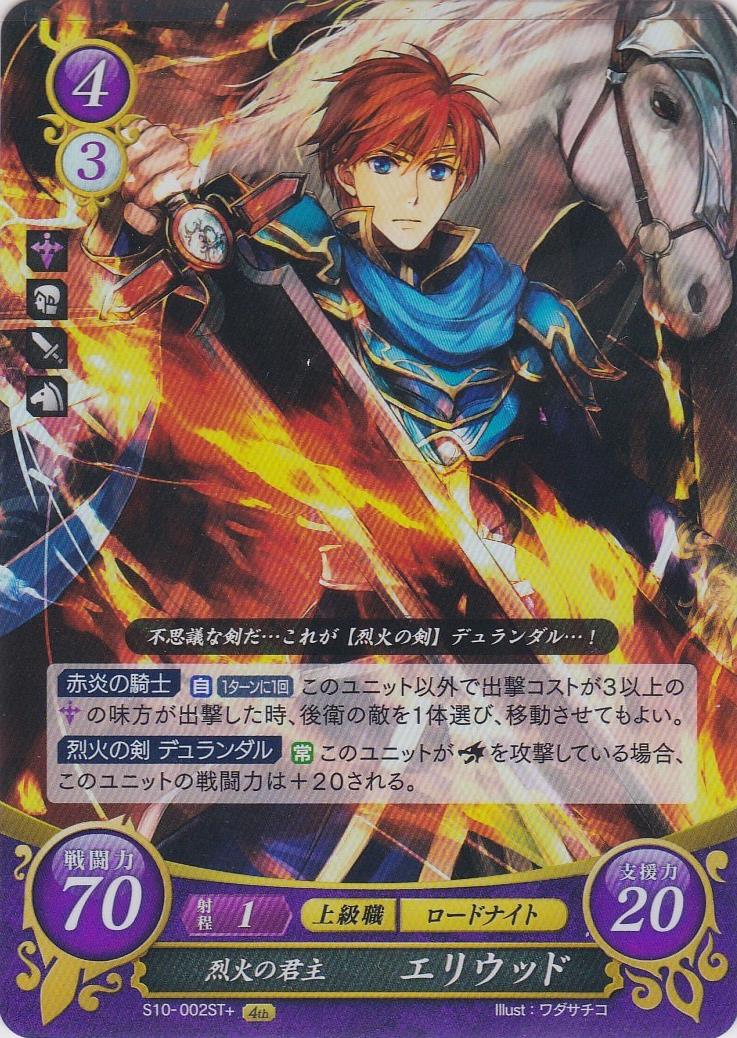 4
3
不思議な剣だ…これが【烈火の剣】デュランダル…！
赤炎の騎士 自 1ターンに1回 このユニット以外で出撃コストが3以上の
の味方が出撃した時、後衛の敵を1体選び、移動させてもよい。
烈火の剣 デュランダル 常 このユニットが を攻撃している場合、
このユニットの戦闘力は＋20される。
戦闘力
70
射程 1 上級職 ロードナイト
支援力
20
烈火の君主 エリウッド
S10-002ST+ 4th Illust：ワダサチコ